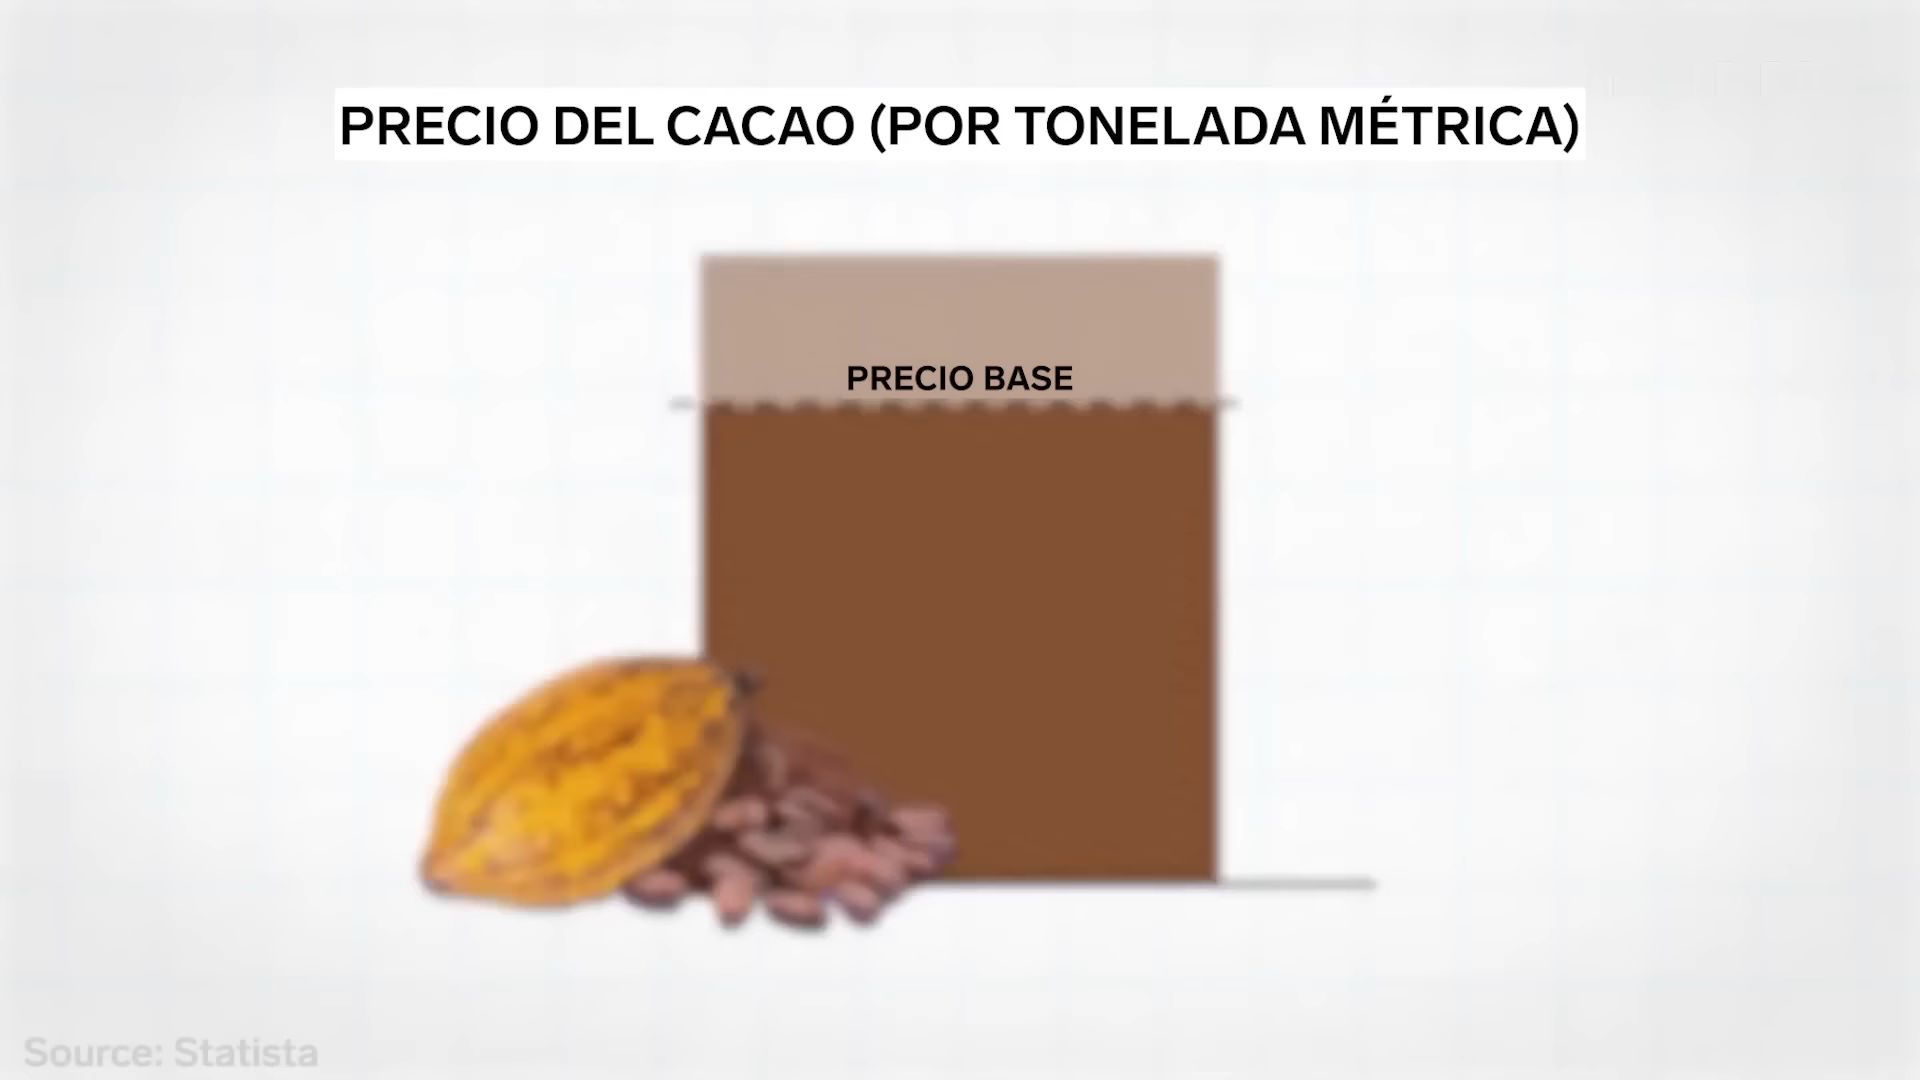 PRECIO DEL CACAO (POR TONELADA MÉTRICA)
PRECIO BASE
Source: Statista